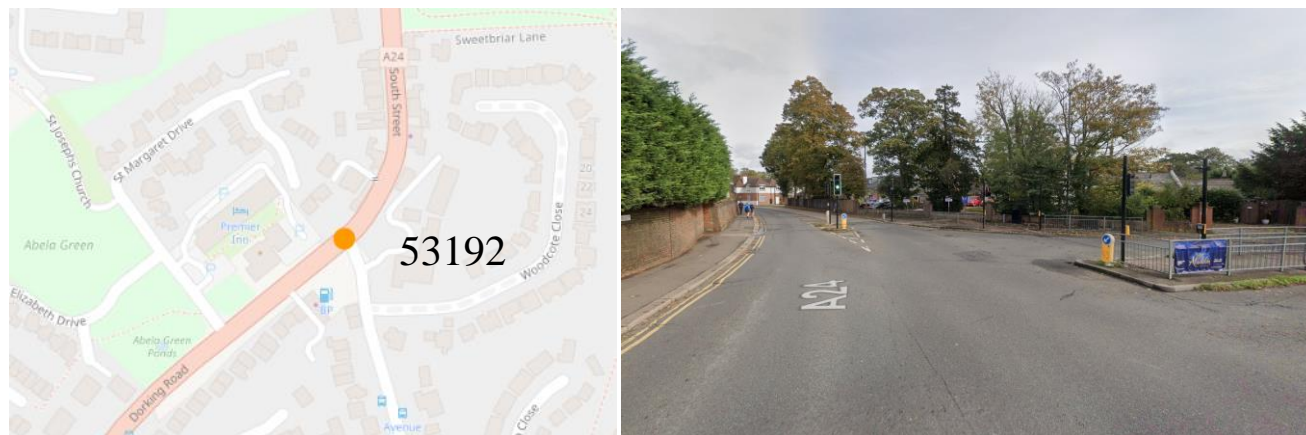 Sweetbriar Lane
A24
South Street
St Josephs Church
St Margaret Drive
20
22
24
Premier
Inn
Abela Green
53192
Woodcote Close
Elizabeth Drive
BP
Abela Green
Ponds
Dorking Road
Avenue
Close
A24